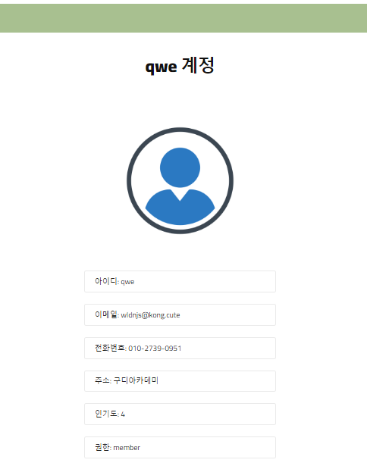 qwe 계정
아이디: qwe
이메일: wldnjs@kong.cute
전화번호: 010-2739-0951
주소: 구디아카데미
인기도: 4
권한: member